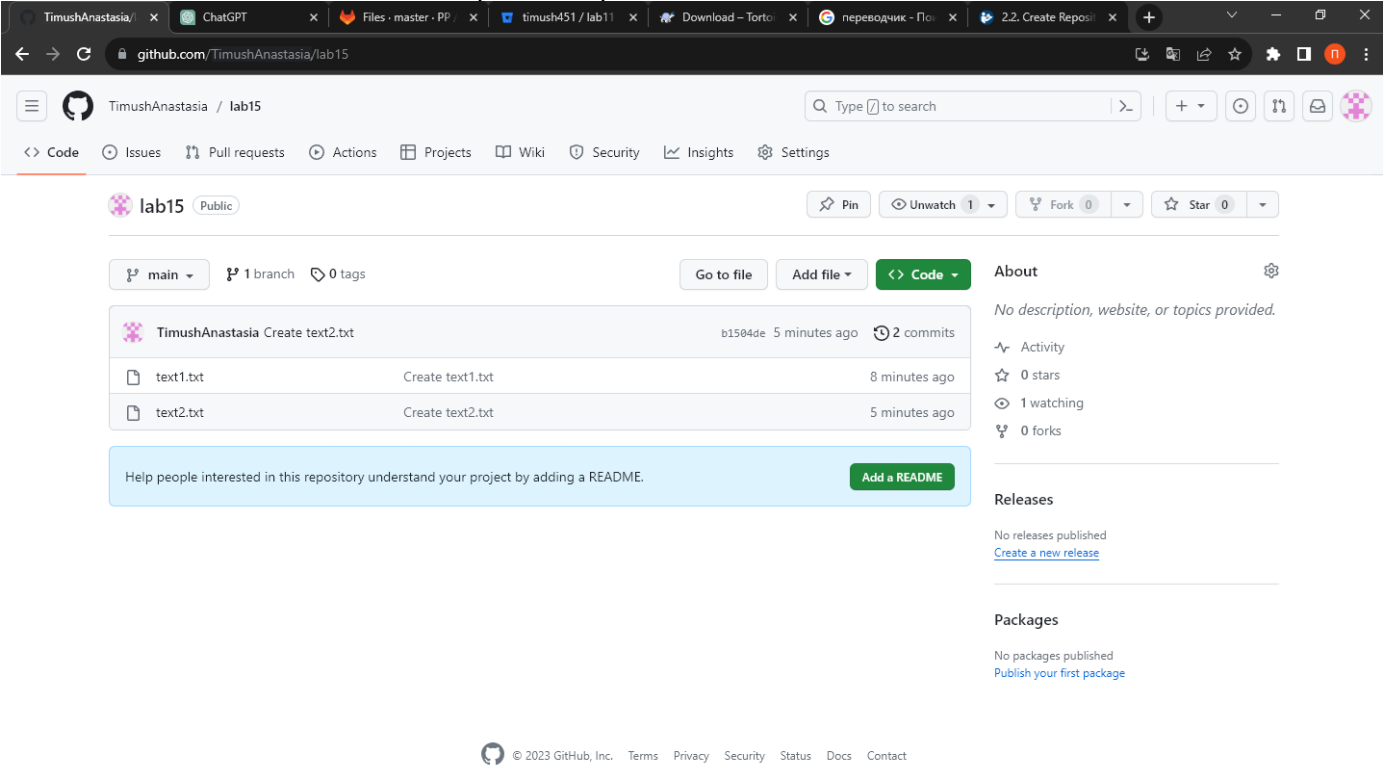 TimushAnastasia/l
ChatGPT
Files · master · PP /
timush451 / lab11
Download – Tortoi
переводчик - Пои
2.2. Create Reposit
github.com/TimushAnastasia/lab15
П
TimushAnastasia / lab15
Type / to search
Code Issues Pull requests Actions Projects Wiki Security Insights Settings
lab15 Public
Pin Unwatch 1 Fork 0 Star 0
main 1 branch 0 tags Go to file Add file Code
TimushAnastasia Create text2.txt b1504de 5 minutes ago 2 commits
text1.txt Create text1.txt 8 minutes ago
text2.txt Create text2.txt 5 minutes ago
Help people interested in this repository understand your project by adding a README. Add a README
About
No description, website, or topics provided.
Activity
0 stars
1 watching
0 forks
Releases
No releases published
Create a new release
Packages
No packages published
Publish your first package
© 2023 GitHub, Inc. Terms Privacy Security Status Docs Contact